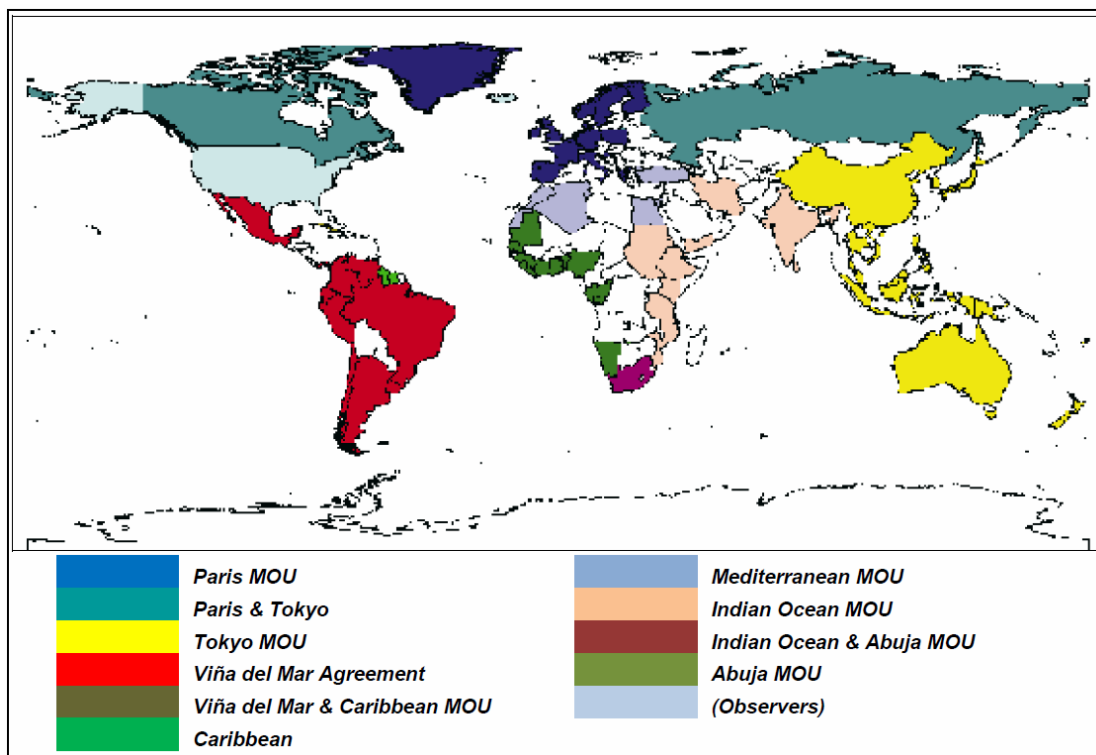 Paris MOU
Paris & Tokyo
Tokyo MOU
Viña del Mar Agreement
Viña del Mar & Caribbean MOU
Caribbean
Mediterranean MOU
Indian Ocean MOU
Indian Ocean & Abuja MOU
Abuja MOU
(Observers)